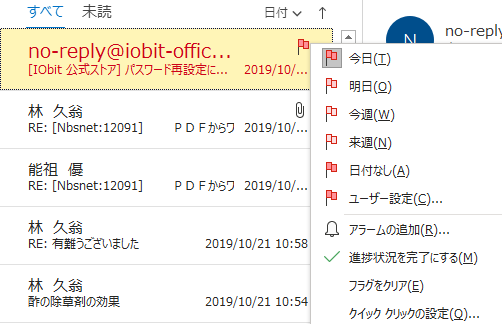 すべて 未読 日付 ↑
no-reply@iobit-offic...
[IObit 公式ストア] パスワード再設定に... 2019/10/...
林 久翁
RE: [Nbsnet:12091] ＰＤＦからワ 2019/10/...
能祖 優
RE: [Nbsnet:12091] ＰＤＦからワ 2019/10/...
林 久翁
RE: 有難うございました 2019/10/21 10:58
林 久翁
酢の除草剤の効果 2019/10/21 10:54
N no-reply
今日(T)
明日(O)
今週(W)
来週(N)
日付なし(A)
ユーザー設定(C)...
アラームの追加(R)...
進捗状況を完了にする(M)
フラグをクリア(E)
クイック クリックの設定(Q)...